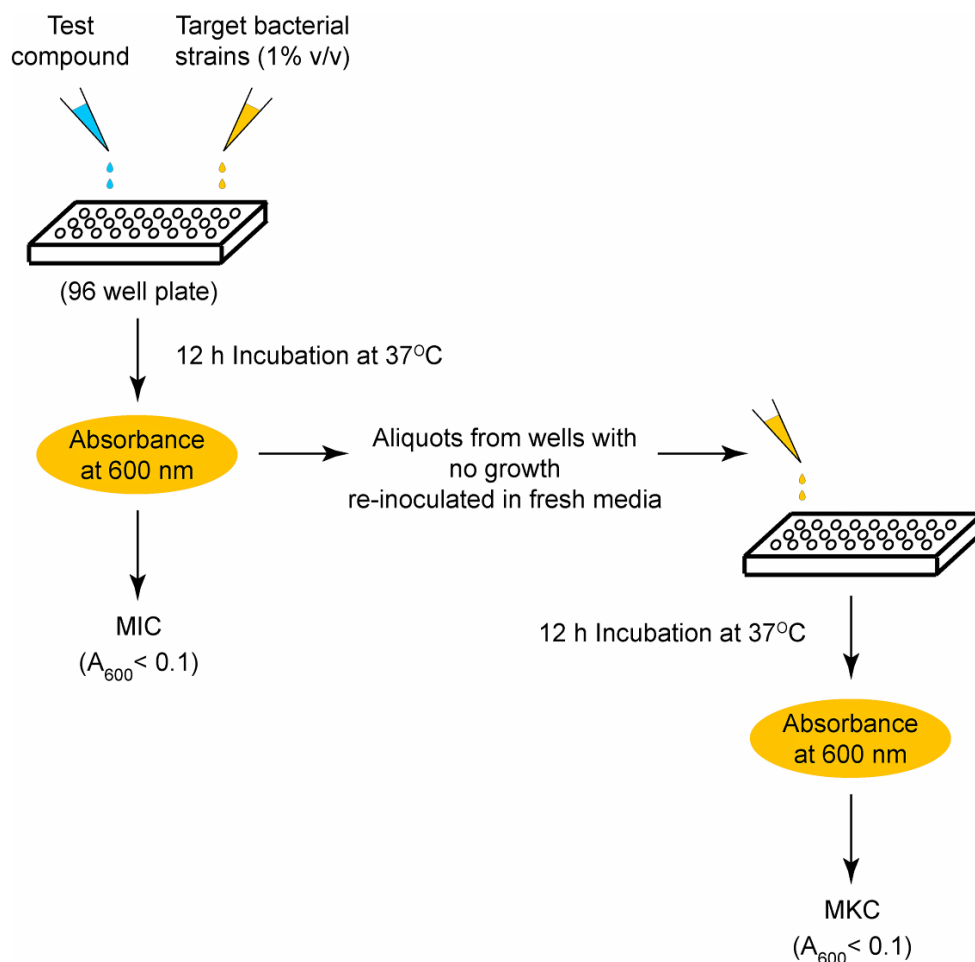 Test
compound
Target bacterial
strains (1% v/v)
(96 well plate)
12 h Incubation at 37⁰C
Absorbance
at 600 nm
Aliquots from wells with
no growth
re-inoculated in fresh media
MIC
(A₆₀₀< 0.1)
12 h Incubation at 37⁰C
Absorbance
at 600 nm
MKC
(A₆₀₀< 0.1)